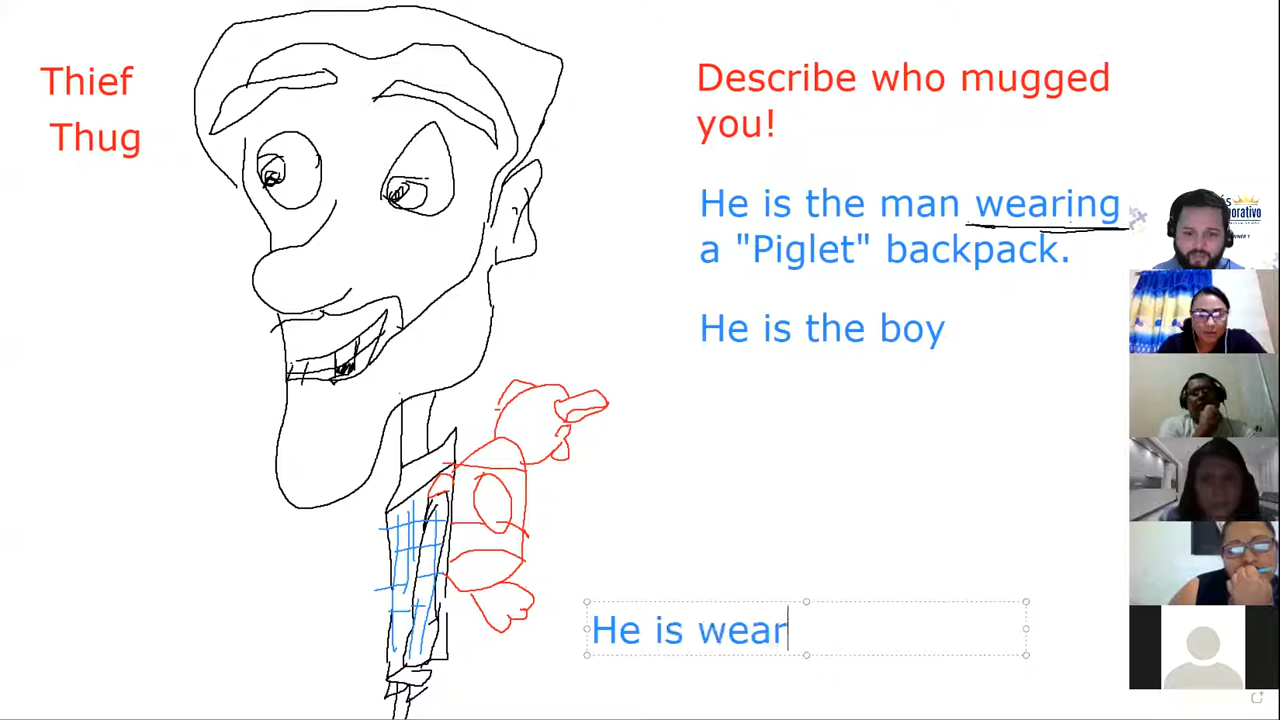 Thief
Thug
Describe who mugged
you!
He is the man wearing
a "Piglet" backpack.
He is the boy
He is wear